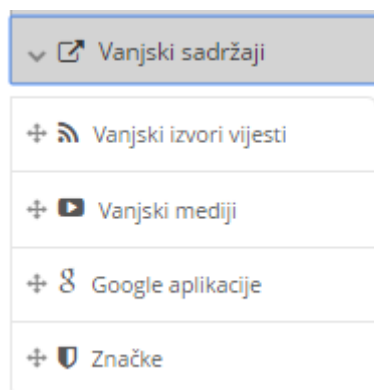 Vanjski sadržaji
Vanjski izvori vijesti
Vanjski mediji
Google aplikacije
Značke